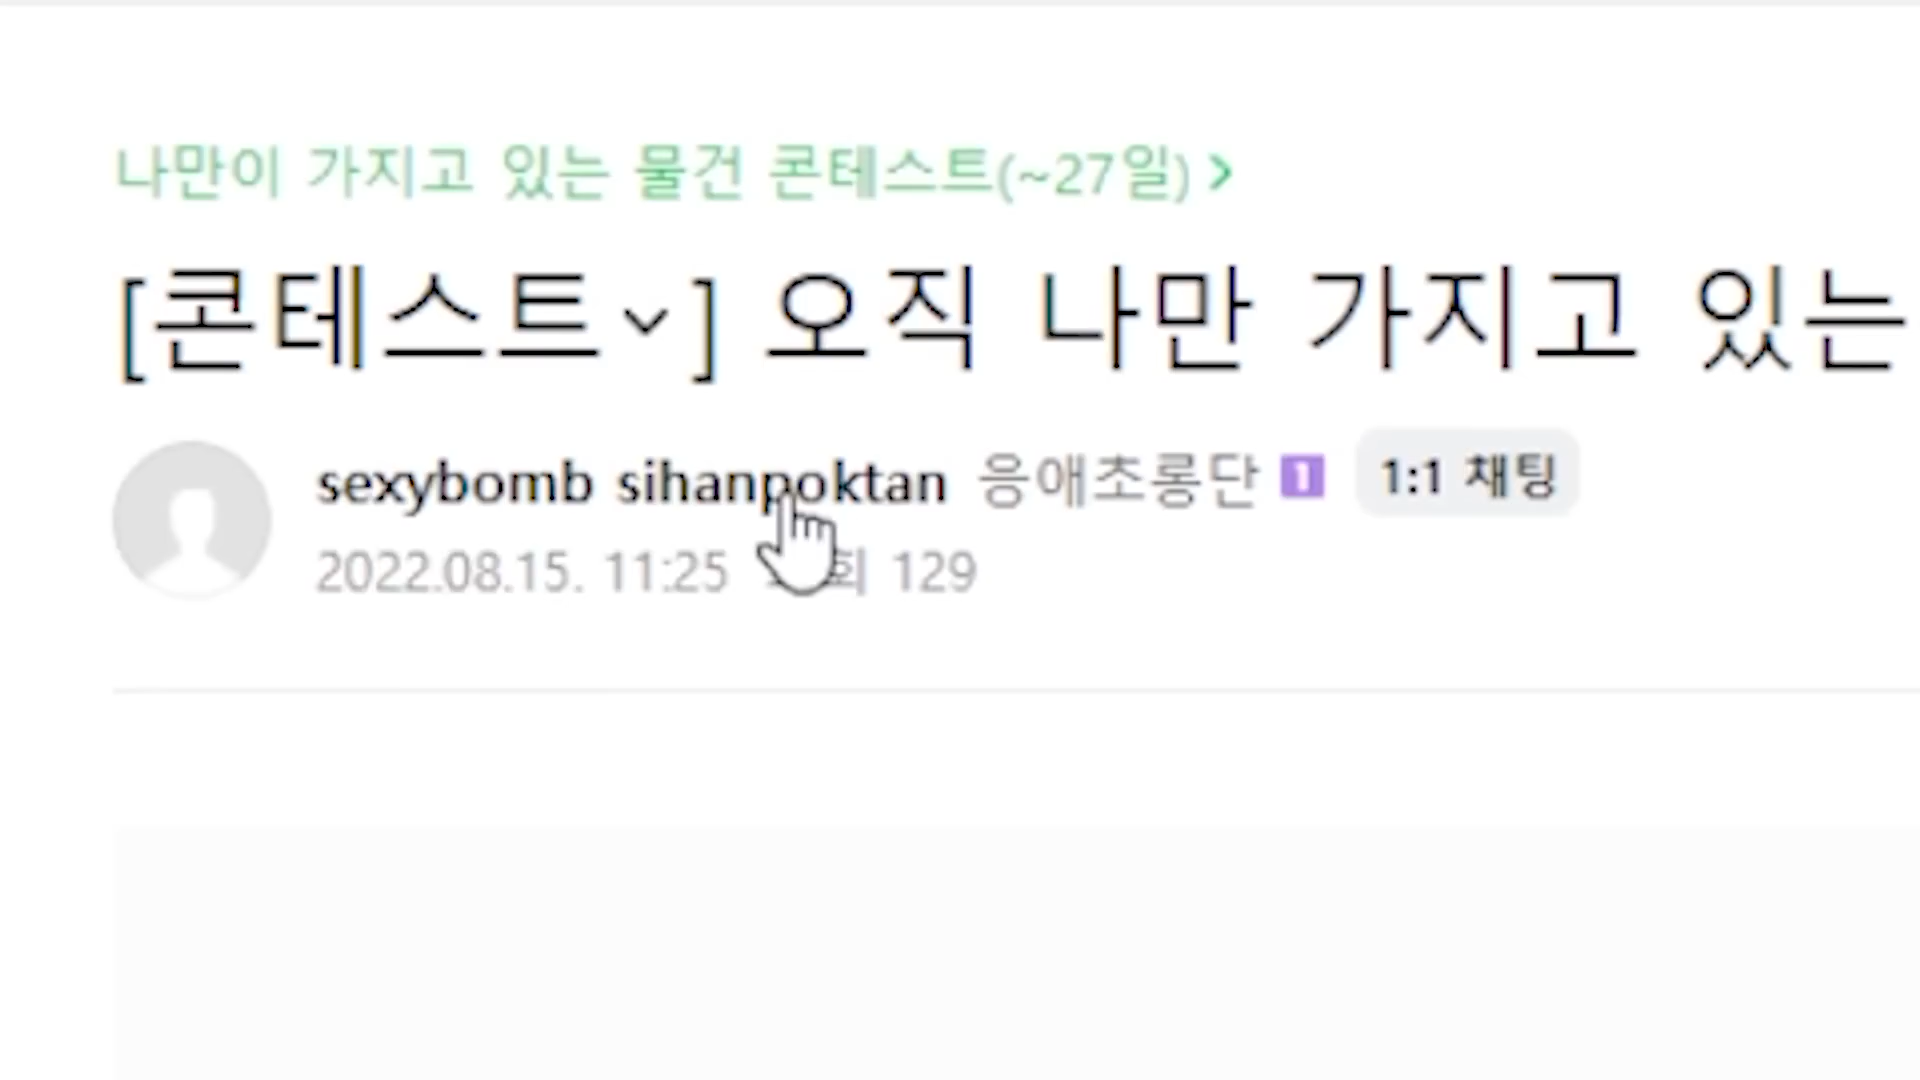 나만이 가지고 있는 물건 콘테스트(~27일) >
[콘테스트⌄] 오직 나만 가지고 있는
sexybomb sihanpoktan 응애초롱단 1 1:1 채팅
2022.08.15. 11:25 129